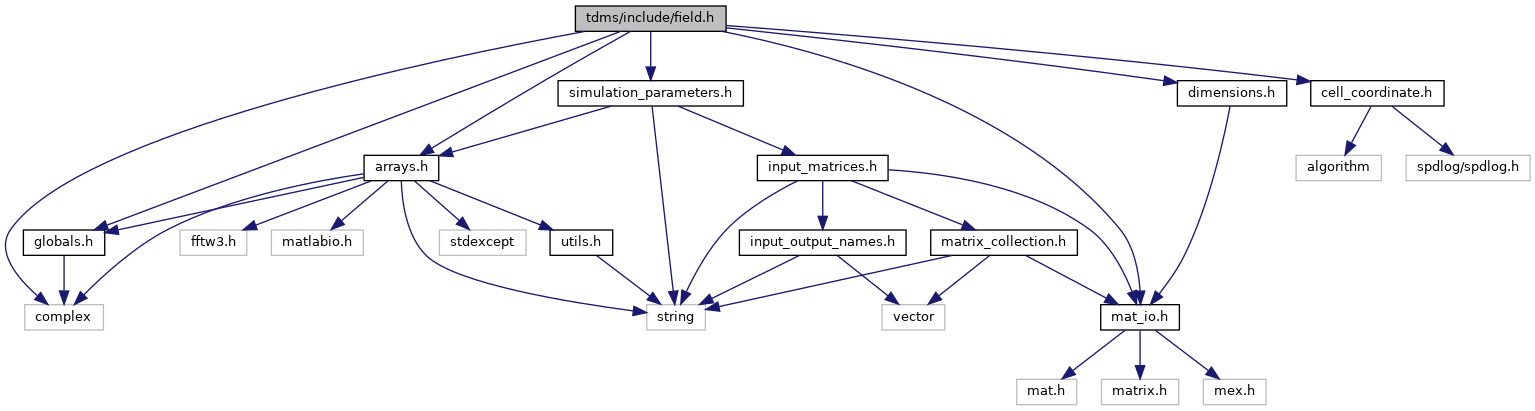 tdms/include/field.h
simulation_parameters.h
dimensions.h
cell_coordinate.h
arrays.h
input_matrices.h
algorithm
spdlog/spdlog.h
globals.h
fftw3.h
matlabio.h
stdexcept
utils.h
input_output_names.h
matrix_collection.h
complex
string
vector
mat_io.h
mat.h
matrix.h
mex.h